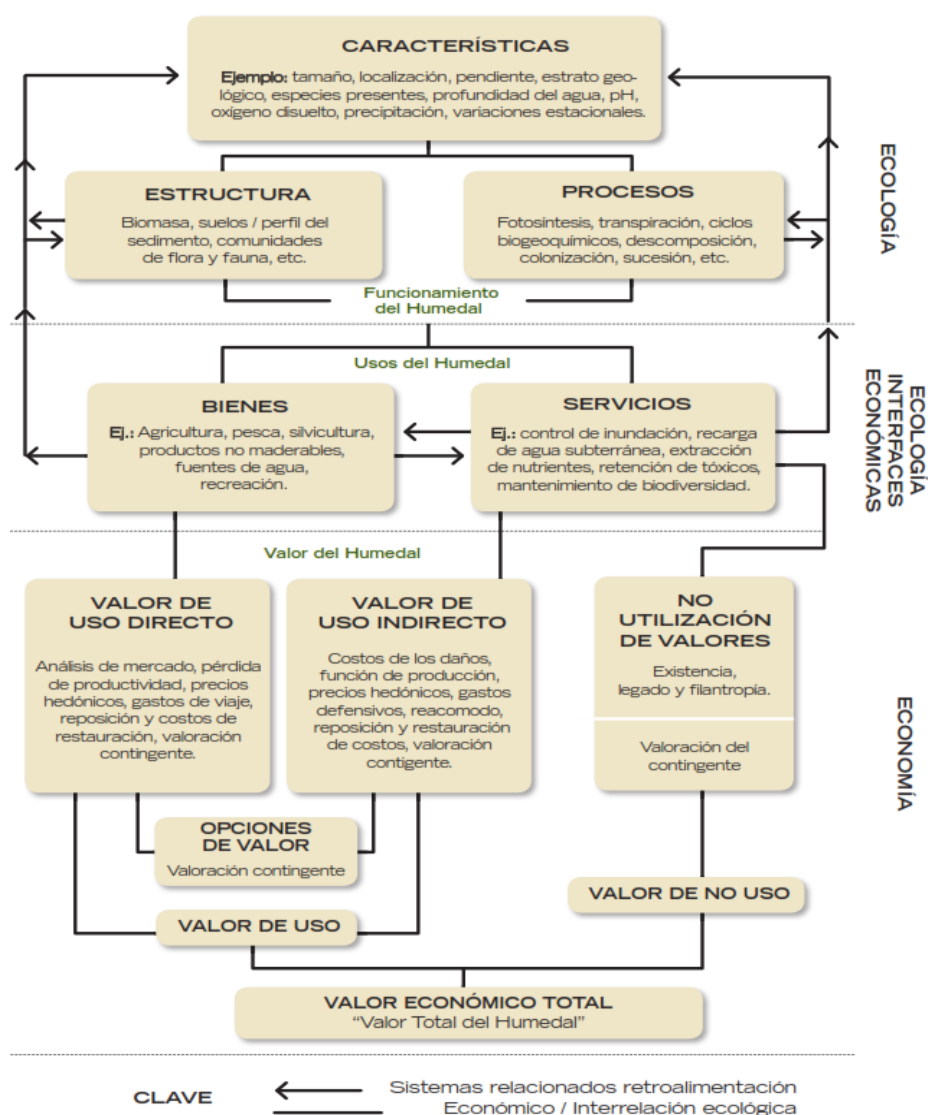 CARACTERÍSTICAS
Ejemplo: tamaño, localización, pendiente, estrato geo-
lógico, especies presentes, profundidad del agua, pH,
oxígeno disuelto, precipitación, variaciones estacionales.
ESTRUCTURA
Biomasa, suelos / perfil del
sedimento, comunidades
de flora y fauna, etc.
PROCESOS
Fotosíntesis, transpiración, ciclos
biogeoquímicos, descomposición,
colonización, sucesión, etc.
ECOLOGÍA
Funcionamiento
del Humedal
Usos del Humedal
BIENES
Ej.: Agricultura, pesca, silvicultura,
productos no maderables,
fuentes de agua,
recreación.
SERVICIOS
Ej.: control de inundación, recarga
de agua subterránea, extracción
de nutrientes, retención de tóxicos,
mantenimiento de biodiversidad.
ECOLOGÍA
INTERFACES
ECONÓMICAS
Valor del Humedal
VALOR DE
USO DIRECTO
Análisis de mercado, pérdida
de productividad, precios
hedónicos, gastos de viaje,
reposición y costos de
restauración, valoración
contingente.
VALOR DE
USO INDIRECTO
Costos de los daños,
función de producción,
precios hedónicos, gastos
defensivos, reacomodo,
reposición y restauración
de costos, valoración
contigente.
NO
UTILIZACIÓN
DE VALORES
Existencia,
legado y filantropía.
Valoración del
contingente
ECONOMÍA
OPCIONES
DE VALOR
Valoración contingente
VALOR DE USO
VALOR DE NO USO
VALOR ECONÓMICO TOTAL
“Valor Total del Humedal”
CLAVE
Sistemas relacionados retroalimentación
Económico / Interrelación ecológica